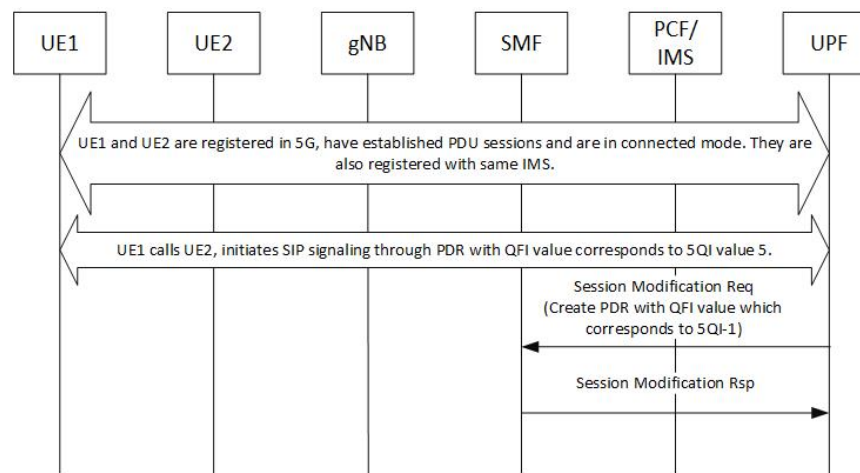 UE1
UE2
gNB
SMF
PCF/
IMS
UPF
UE1 and UE2 are registered in 5G, have established PDU sessions and are in connected mode. They are
also registered with same IMS.
UE1 calls UE2, initiates SIP signaling through PDR with QFI value corresponds to 5QI value 5.
Session Modification Req
(Create PDR with QFI value which
corresponds to 5QI-1)
Session Modification Rsp